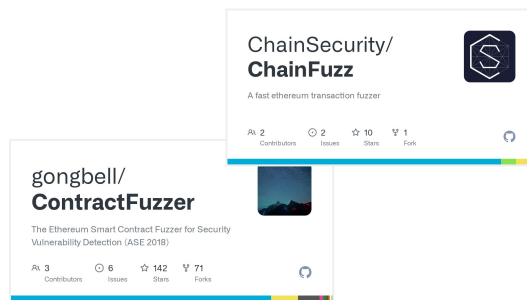 ChainSecurity/
ChainFuzz
A fast ethereum transaction fuzzer
2 Contributors
2 Issues
10 Stars
1 Fork
gongbell/
ContractFuzzer
The Ethereum Smart Contract Fuzzer for Security
Vulnerability Detection (ASE 2018)
3 Contributors
6 Issues
142 Stars
71 Forks